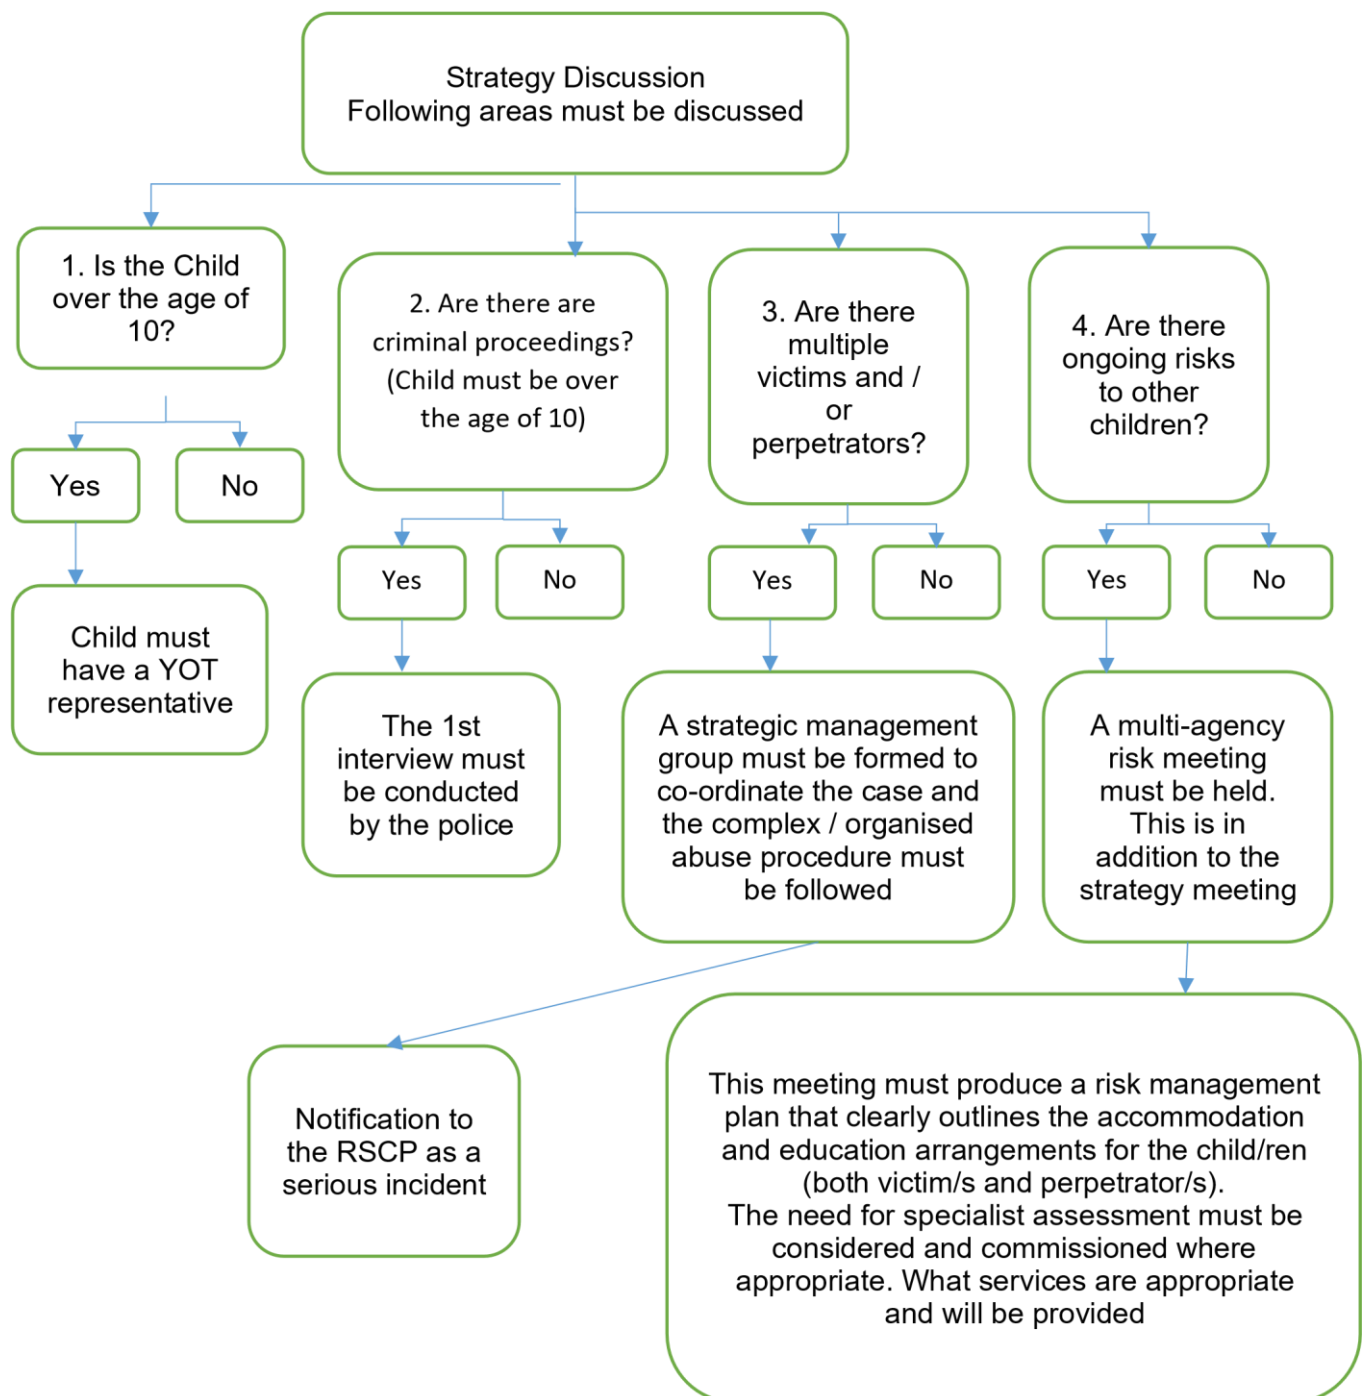 Strategy Discussion
Following areas must be discussed
1. Is the Child
over the age of
10?
Yes
No
Child must
have a YOT
representative
2. Are there are
criminal proceedings?
(Child must be over
the age of 10)
Yes
No
The 1st
interview must
be conducted
by the police
3. Are there
multiple
victims and /
or
perpetrators?
Yes
No
A strategic management
group must be formed to
co-ordinate the case and
the complex / organised
abuse procedure must
be followed
Notification to
the RSCP as a
serious incident
4. Are there
ongoing risks
to other
children?
Yes
No
A multi-agency
risk meeting
must be held.
This is in
addition to the
strategy meeting
This meeting must produce a risk management
plan that clearly outlines the accommodation
and education arrangements for the child/ren
(both victim/s and perpetrator/s).
The need for specialist assessment must be
considered and commissioned where
appropriate. What services are appropriate
and will be provided